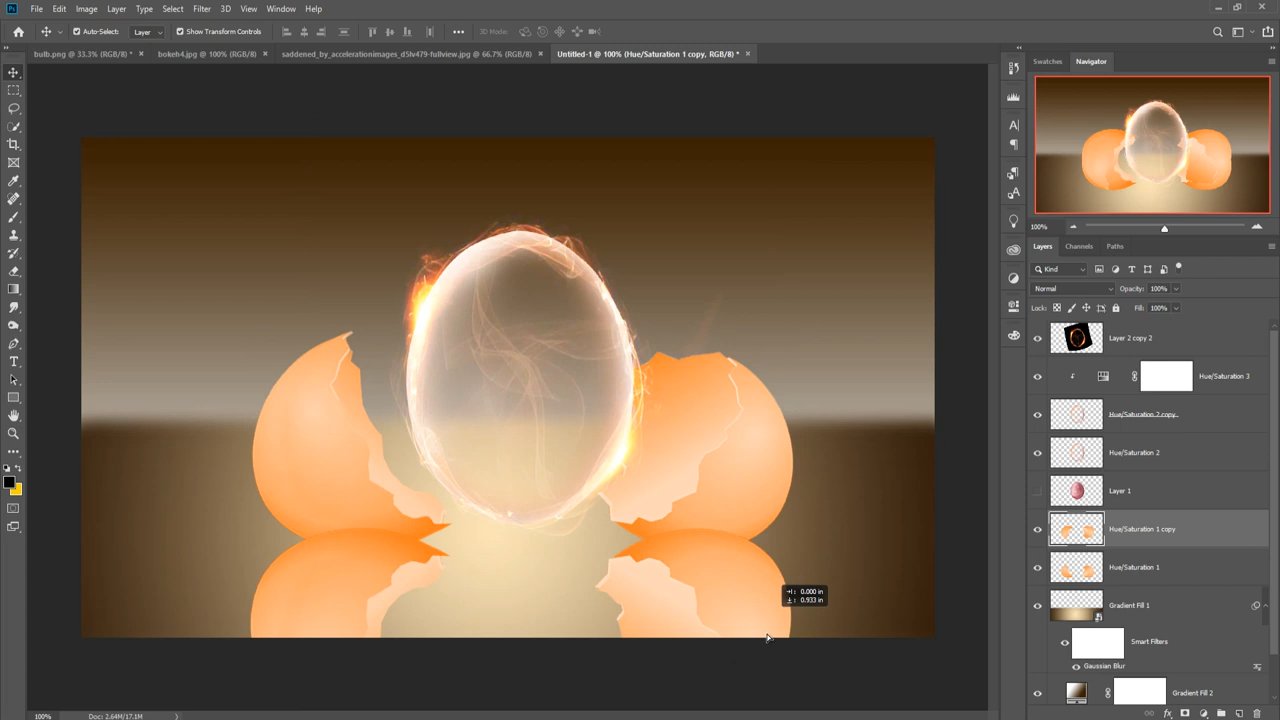 Ps File Edit Image Layer Type Select Filter 3D View Window Help
Auto-Select: Layer Show Transform Controls 3D Mode:
bulb.png @ 33.3% (RGB/8) * × bokeh4.jpg @ 100% (RGB/8) × saddened_by_accelerationimages_d5lv479-fullview.jpg @ 66.7% (RGB/8) × Untitled-1 @ 100% (Hue/Saturation 1 copy, RGB/8) * ×
Swatches Navigator
100%
Layers Channels Paths
Kind
Normal Opacity: 100%
Lock: Fill: 100%
Layer 2 copy 2
Hue/Saturation 3
Hue/Saturation 2 copy
Hue/Saturation 2
Layer 1
Hue/Saturation 1 copy
Hue/Saturation 1
Gradient Fill 1
Smart Filters
Gaussian Blur
Gradient Fill 2
fx
: 0.000 in
: 0.933 in
100% Doc: 2.64M/17.1M